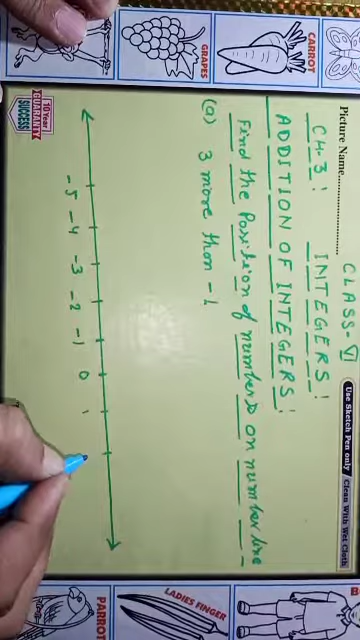 Picture Name
CLASS-VI
Use Sketch Pen only
Clean With Wet Cloth
CH-3: INTEGERS:
ADDITION OF INTEGERS:
Find the Position of numbers on number line
(a) 3 more than -1
-5 -4 -3 -2 -1 0 1
10 Year GUARANTY SUCCESS
GRAPES
CARROT
PARROT
LADIES FINGER